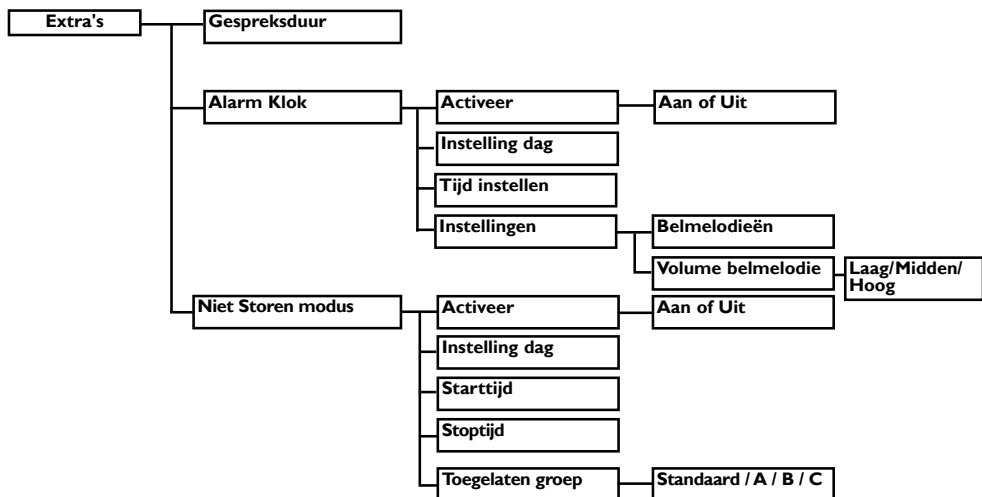 Extra's
Gespreksduur
Alarm Klok
Activeer
Aan of Uit
Instelling dag
Tijd instellen
Instellingen
Belmelodieën
Volume belmelodie
Laag/Midden/
Hoog
Niet Storen modus
Activeer
Aan of Uit
Instelling dag
Starttijd
Stoptijd
Toegelaten groep
Standaard / A / B / C